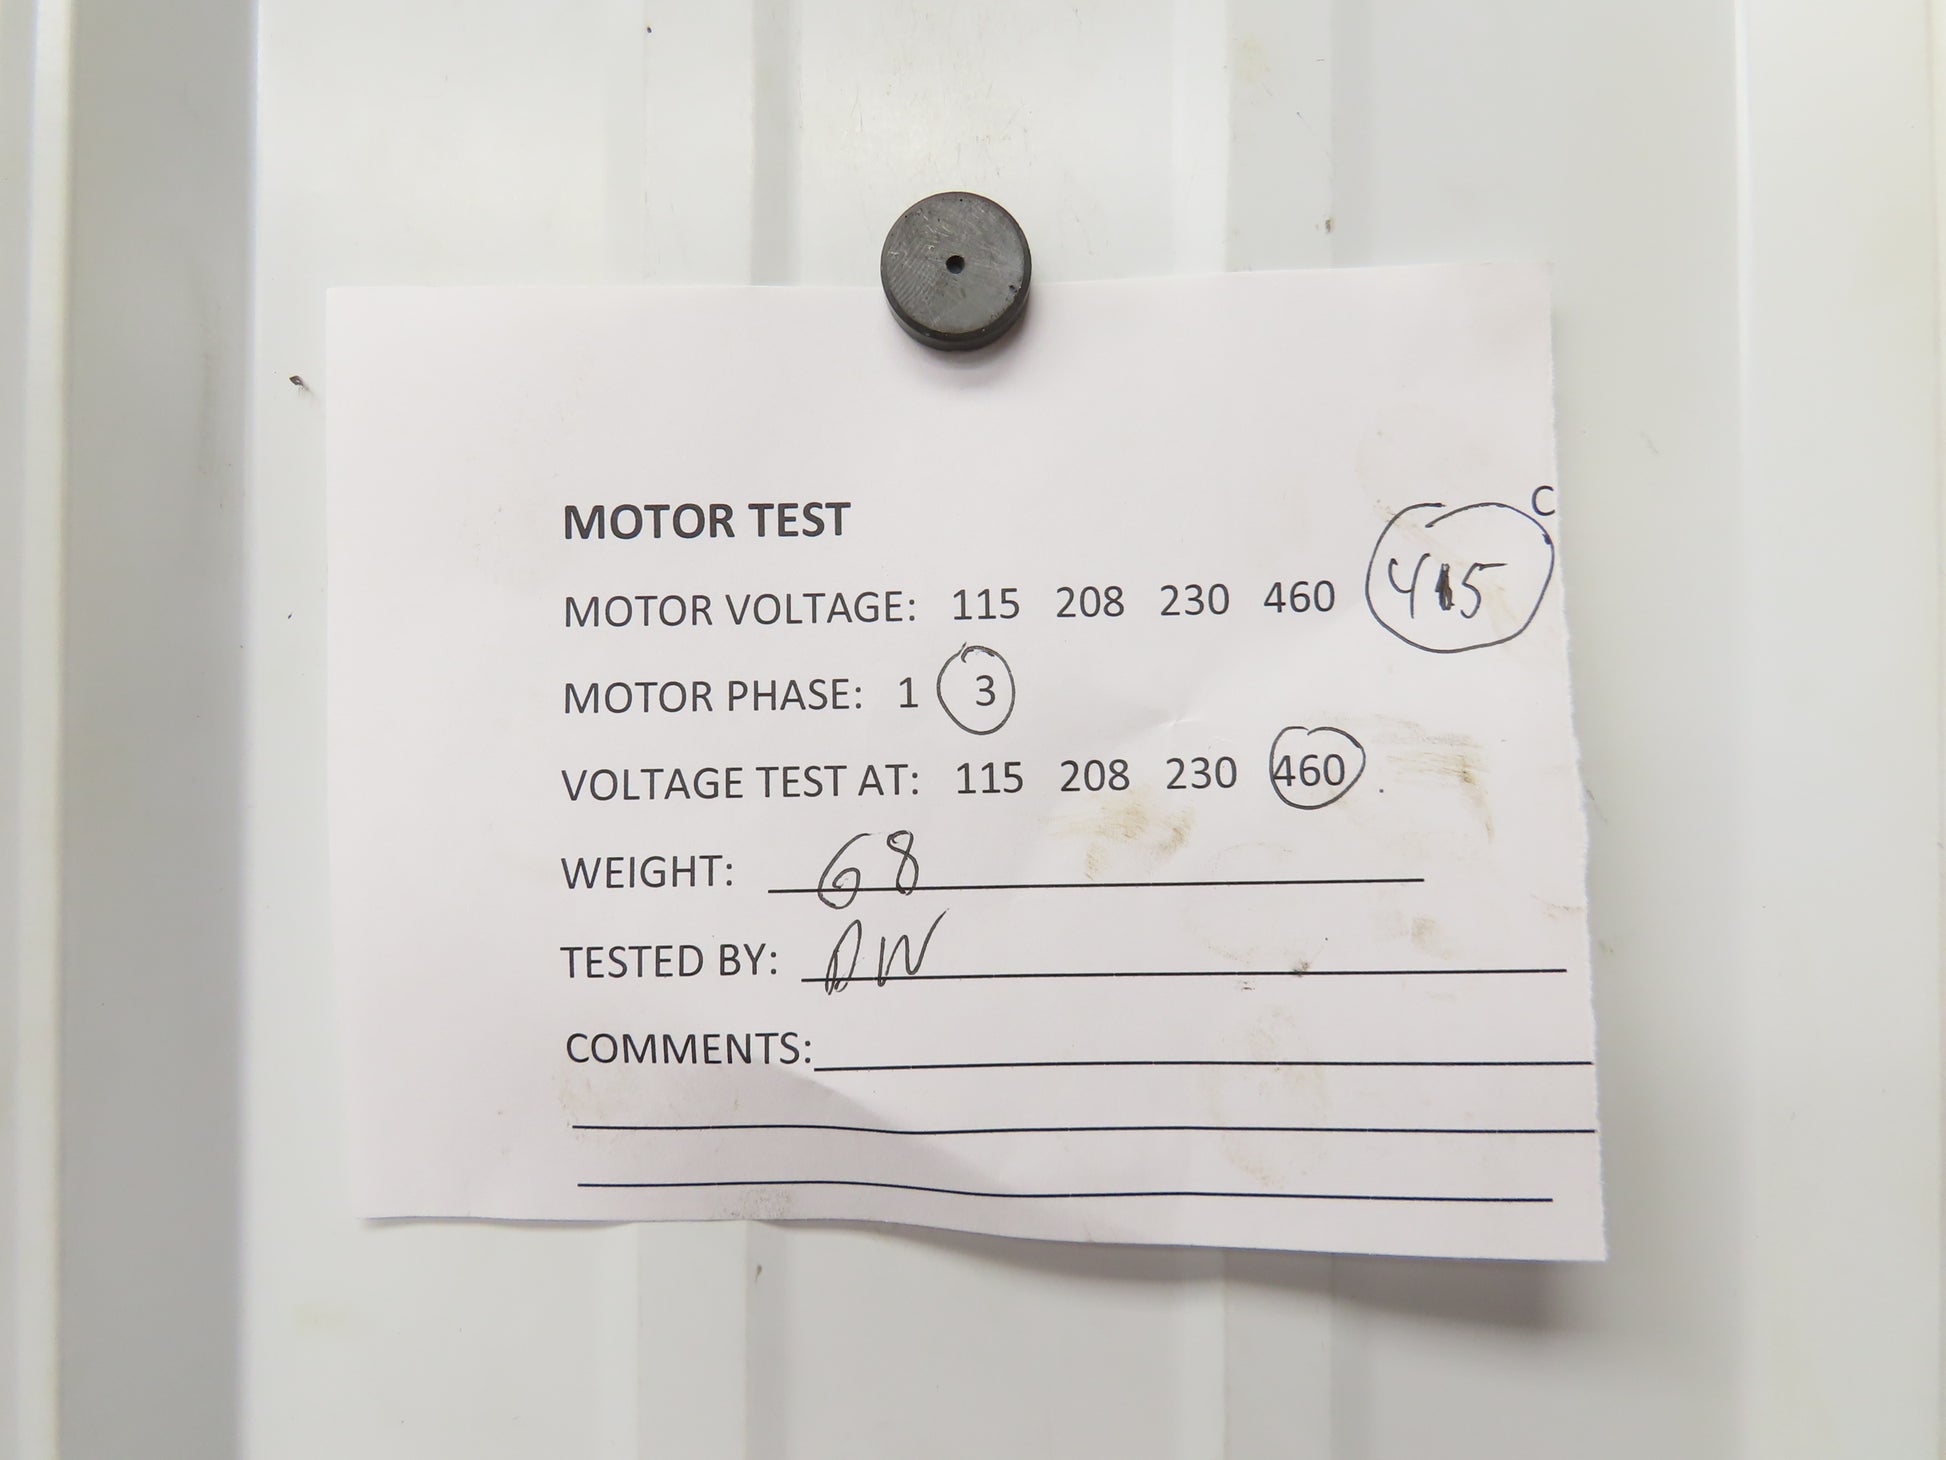 MOTOR TEST
C
MOTOR VOLTAGE: 115 208 230 460 415
MOTOR PHASE: 1 3
VOLTAGE TEST AT: 115 208 230 460 .
WEIGHT: 68
TESTED BY: DW
COMMENTS: